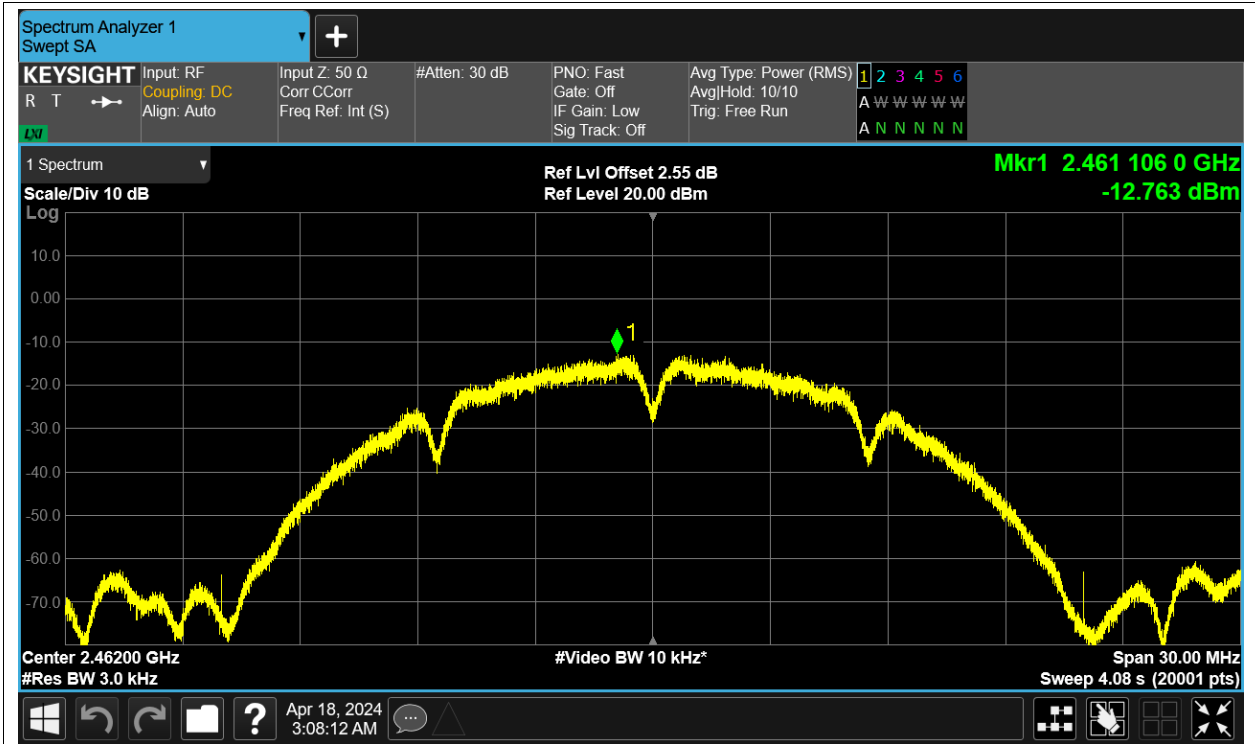 Spectrum Analyzer 1
Swept SA
KEYSIGHT
R T
LXI
Input: RF
Coupling: DC
Align: Auto
Input Z: 50 Ω
Corr CCorr
Freq Ref: Int (S)
#Atten: 30 dB
PNO: Fast
Gate: Off
IF Gain: Low
Sig Track: Off
Avg Type: Power (RMS)
Avg|Hold: 10/10
Trig: Free Run
1 2 3 4 5 6
A W W W W W
A N N N N N
1 Spectrum
Scale/Div 10 dB
Ref Lvl Offset 2.55 dB
Ref Level 20.00 dBm
Mkr1 2.461 106 0 GHz
-12.763 dBm
Log
10.0
0.00
-10.0
-20.0
-30.0
-40.0
-50.0
-60.0
-70.0
1
Center 2.46200 GHz
#Res BW 3.0 kHz
#Video BW 10 kHz*
Span 30.00 MHz
Sweep 4.08 s (20001 pts)
?
Apr 18, 2024
3:08:12 AM